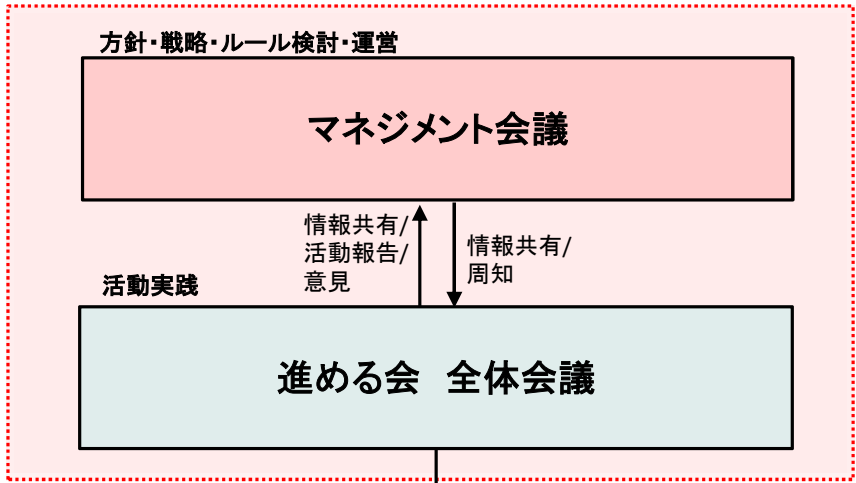 方針・戦略・ルール検討・運営
マネジメント会議
情報共有/
活動報告/
意見
情報共有/
周知
活動実践
進める会　全体会議